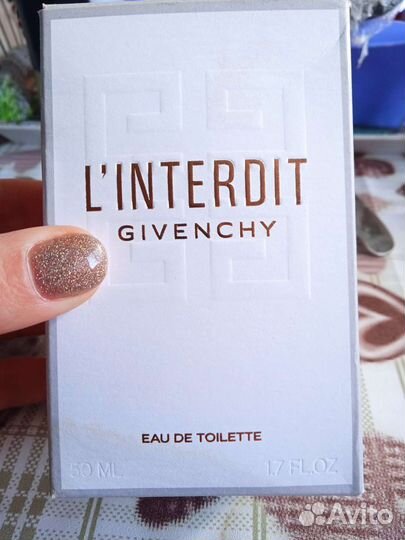 L'INTERDIT
GIVENCHY
EAU DE TOILETTE
50 ML 1.7 FL.OZ
Avito